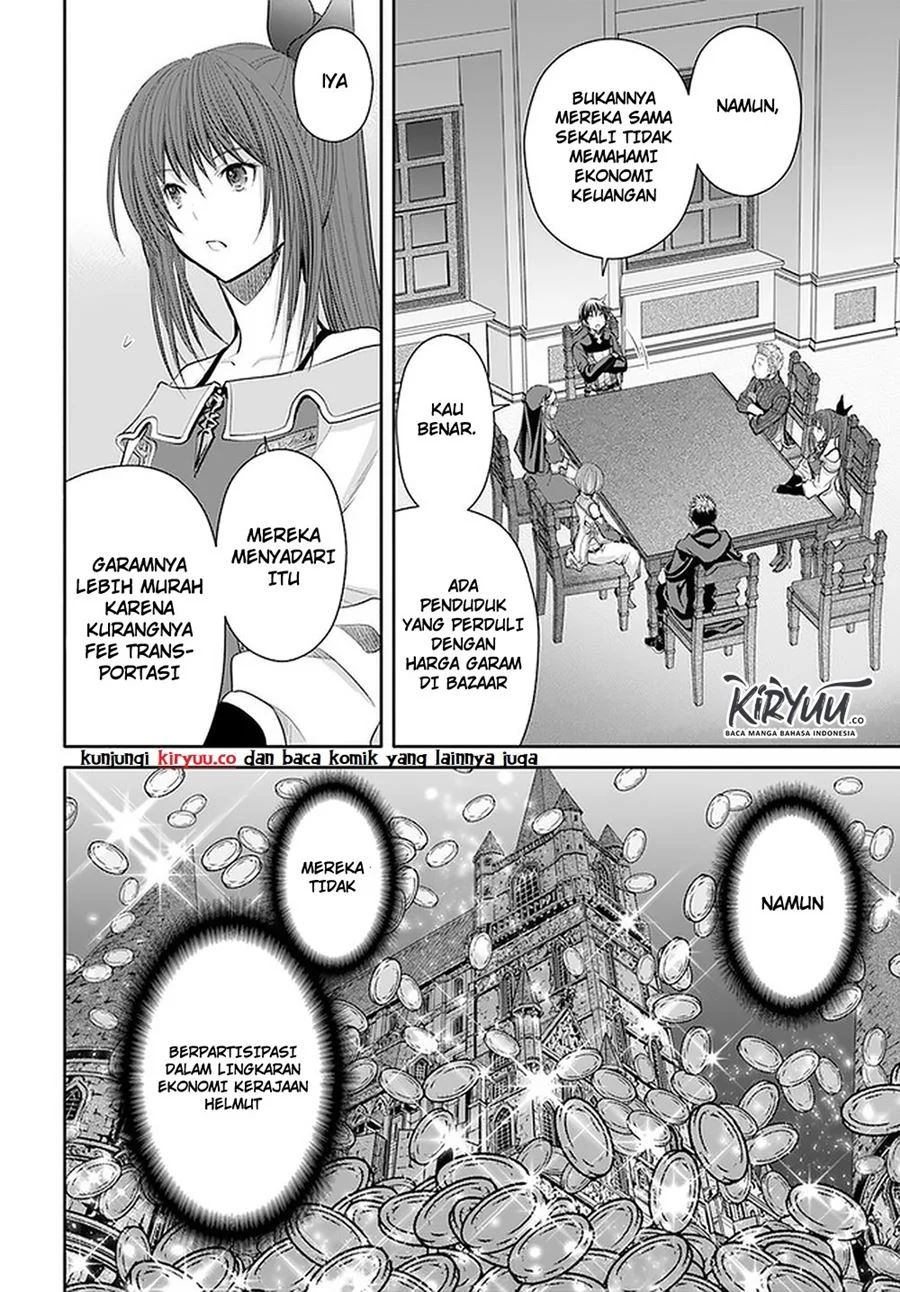 NAMUN,
BUKANNYA
MEREKA SAMA
SEKALI TIDAK
MEMAHAMI
EKONOMI
KEUANGAN
KAU
BENAR.
ADA
PENDUDUK
YANG PERDULI
DENGAN
HARGA GARAM
DI BAZAAR
KIRYUU.CO
BACA MANGA BAHASA INDONESIA
IYA
MEREKA
MENYADARI
ITU
GARAMNYA
LEBIH MURAH
KARENA
KURANGNYA
FEE TRANS-
PORTASI
kunjungi kiryuu.co dan baca komik yang lainnya juga
NAMUN
MEREKA
TIDAK
BERPARTISIPASI
DALAM LINGKARAN
EKONOMI KERAJAAN
HELMUT